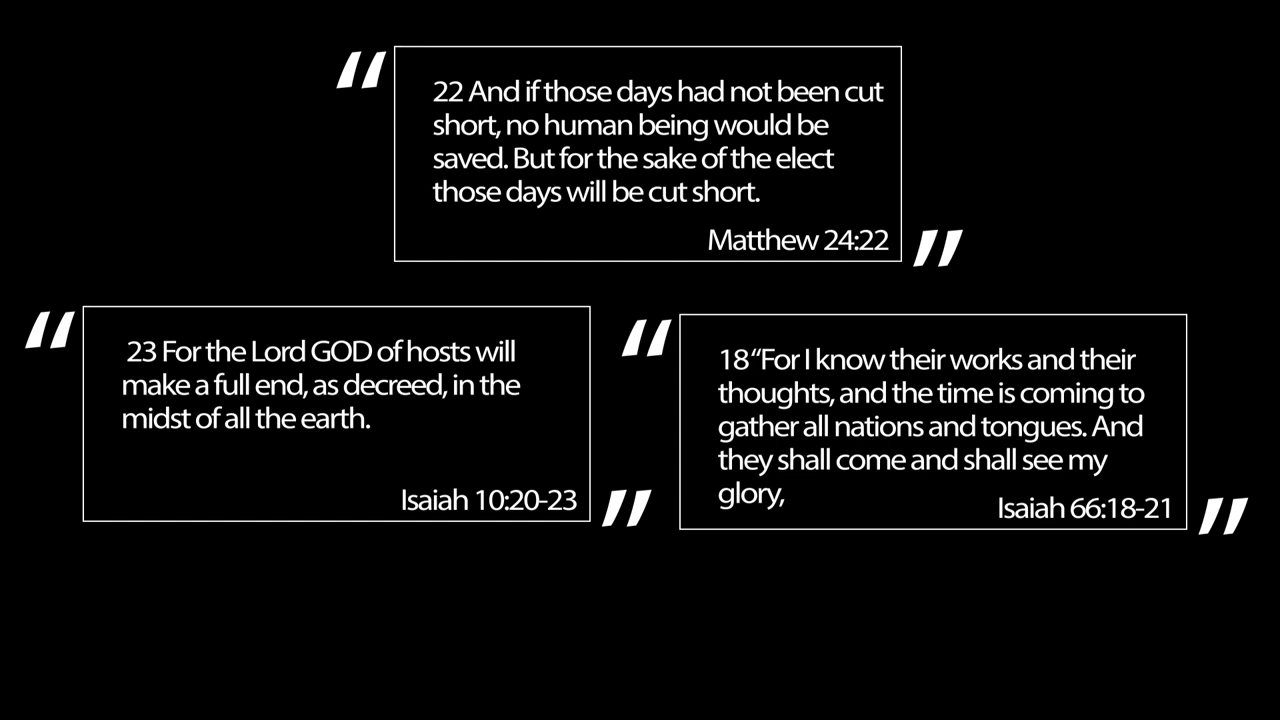 “
22 And if those days had not been cut
short, no human being would be
saved. But for the sake of the elect
those days will be cut short.
Matthew 24:22
”
“
23 For the Lord GOD of hosts will
make a full end, as decreed, in the
midst of all the earth.
Isaiah 10:20-23
”
“
18“For I know their works and their
thoughts, and the time is coming to
gather all nations and tongues. And
they shall come and shall see my
glory,
Isaiah 66:18-21
”